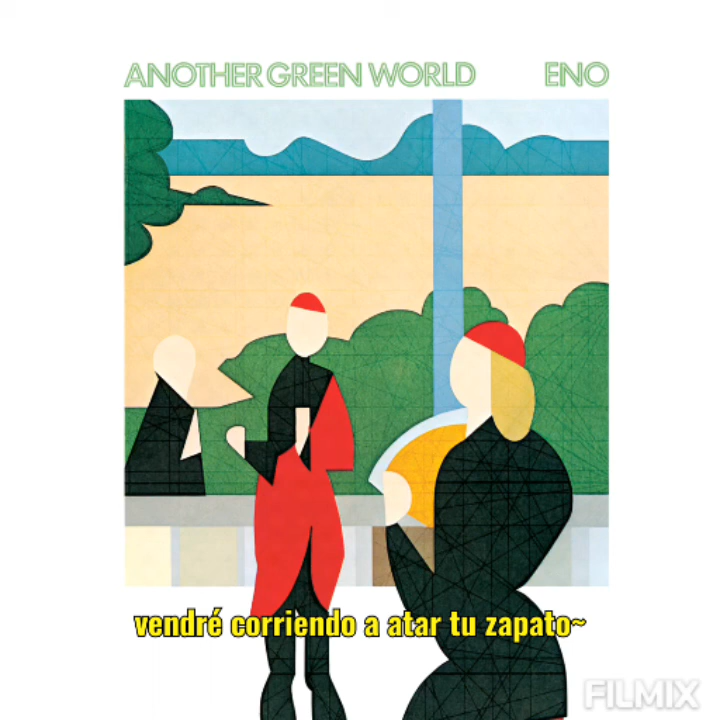 ANOTHER GREEN WORLD ENO
vendré corriendo a atar tu zapato~
FILMIX